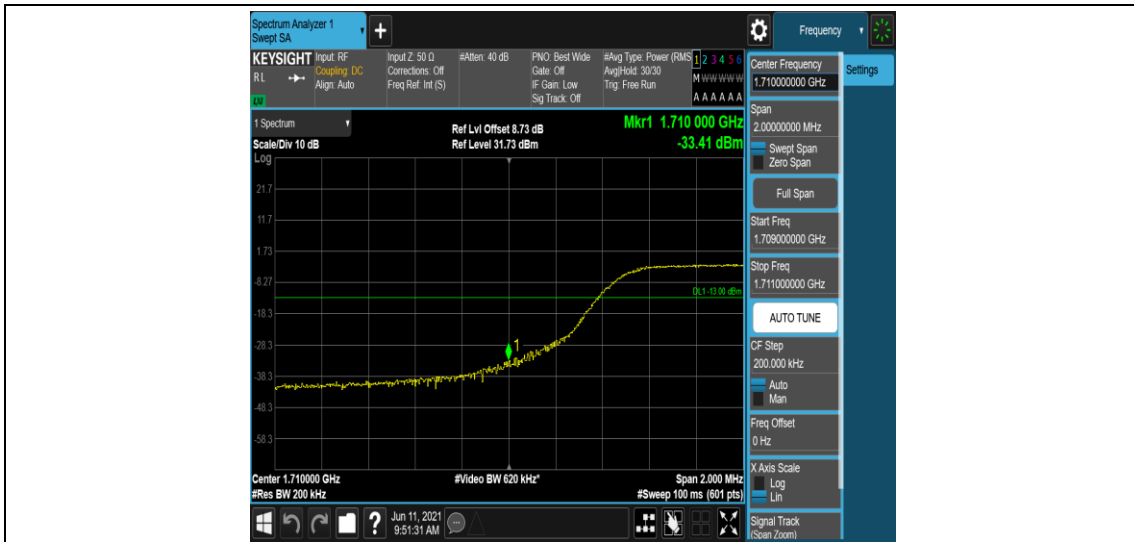 Spectrum Analyzer 1
Swept SA
+
Frequency
KEYSIGHT
RL
LXI
Input: RF
Coupling: DC
Align: Auto
Input Z: 50 Ω
Corrections: Off
Freq Ref: Int (S)
#Atten: 40 dB
PNO: Best Wide
Gate: Off
IF Gain: Low
Sig Track: Off
#Avg Type: Power (RMS
Avg|Hold: 30/30
Trig: Free Run
1 2 3 4 5 6
M W W W W W
A A A A A A
1 Spectrum
Scale/Div 10 dB
Log
Ref Lvl Offset 8.73 dB
Ref Level 31.73 dBm
Mkr1 1.710 000 GHz
-33.41 dBm
21.7
11.7
1.73
-8.27
-18.3
-28.3
-38.3
-48.3
-58.3
DL1 -13.00 dBm
1
Center 1.710000 GHz
#Res BW 200 kHz
#Video BW 620 kHz*
Span 2.000 MHz
#Sweep 100 ms (601 pts)
Center Frequency
1.710000000 GHz
Settings
Span
2.00000000 MHz
Swept Span
Zero Span
Full Span
Start Freq
1.709000000 GHz
Stop Freq
1.711000000 GHz
AUTO TUNE
CF Step
200.000 kHz
Auto
Man
Freq Offset
0 Hz
X Axis Scale
Log
Lin
Signal Track
(Span Zoom)
?
Jun 11, 2021
9:51:31 AM